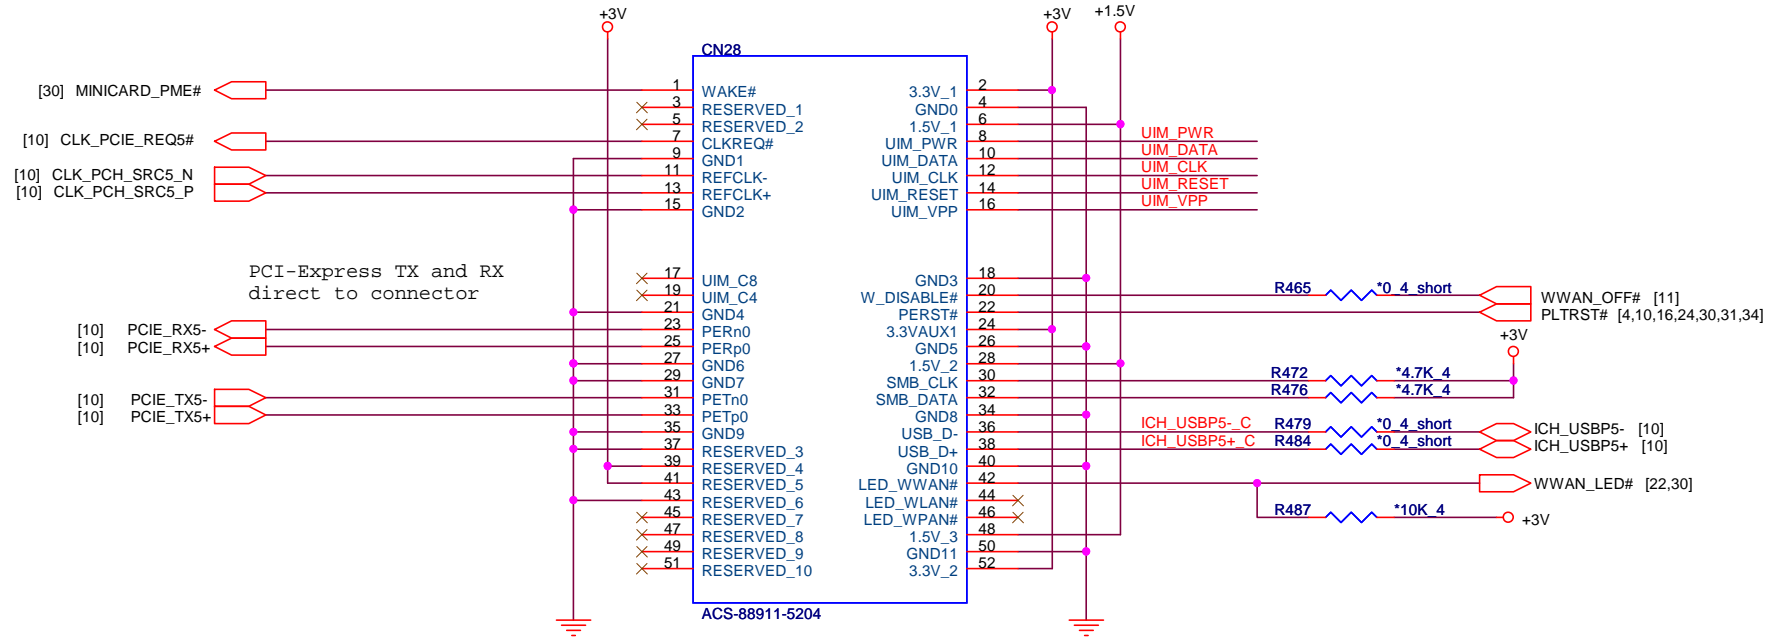 +3V +3V +1.5V
CN28
[30] MINICARD_PME# 1 WAKE# 3.3V_1 2
3 RESERVED_1 GND0 4
5 RESERVED_2 1.5V_1 6
[10] CLK_PCIE_REQ5# 7 CLKREQ# UIM_PWR 8 UIM_PWR
9 GND1 UIM_DATA 10 UIM_DATA
[10] CLK_PCH_SRC5_N 11 REFCLK- UIM_CLK 12 UIM_CLK
[10] CLK_PCH_SRC5_P 13 REFCLK+ UIM_RESET 14 UIM_RESET
15 GND2 UIM_VPP 16 UIM_VPP
PCI-Express TX and RX
direct to connector
17 UIM_C8 GND3 18
19 UIM_C4 W_DISABLE# 20 R465 *0_4_short WWAN_OFF# [11]
21 GND4 PERST# 22 PLTRST# [4,10,16,24,30,31,34]
[10] PCIE_RX5- 23 PERn0 3.3VAUX1 24
+3V
[10] PCIE_RX5+ 25 PERp0 GND5 26
27 GND6 1.5V_2 28
29 GND7 SMB_CLK 30 R472 *4.7K_4
[10] PCIE_TX5- 31 PETn0 SMB_DATA 32 R476 *4.7K_4
[10] PCIE_TX5+ 33 PETp0 GND8 34
35 GND9 USB_D- 36 ICH_USBP5-_C R479 *0_4_short ICH_USBP5- [10]
37 RESERVED_3 USB_D+ 38 ICH_USBP5+_C R484 *0_4_short ICH_USBP5+ [10]
39 RESERVED_4 GND10 40
41 RESERVED_5 LED_WWAN# 42 WWAN_LED# [22,30]
43 RESERVED_6 LED_WLAN# 44
45 RESERVED_7 LED_WPAN# 46 R487 *10K_4 +3V
47 RESERVED_8 1.5V_3 48
49 RESERVED_9 GND11 50
51 RESERVED_10 3.3V_2 52
ACS-88911-5204